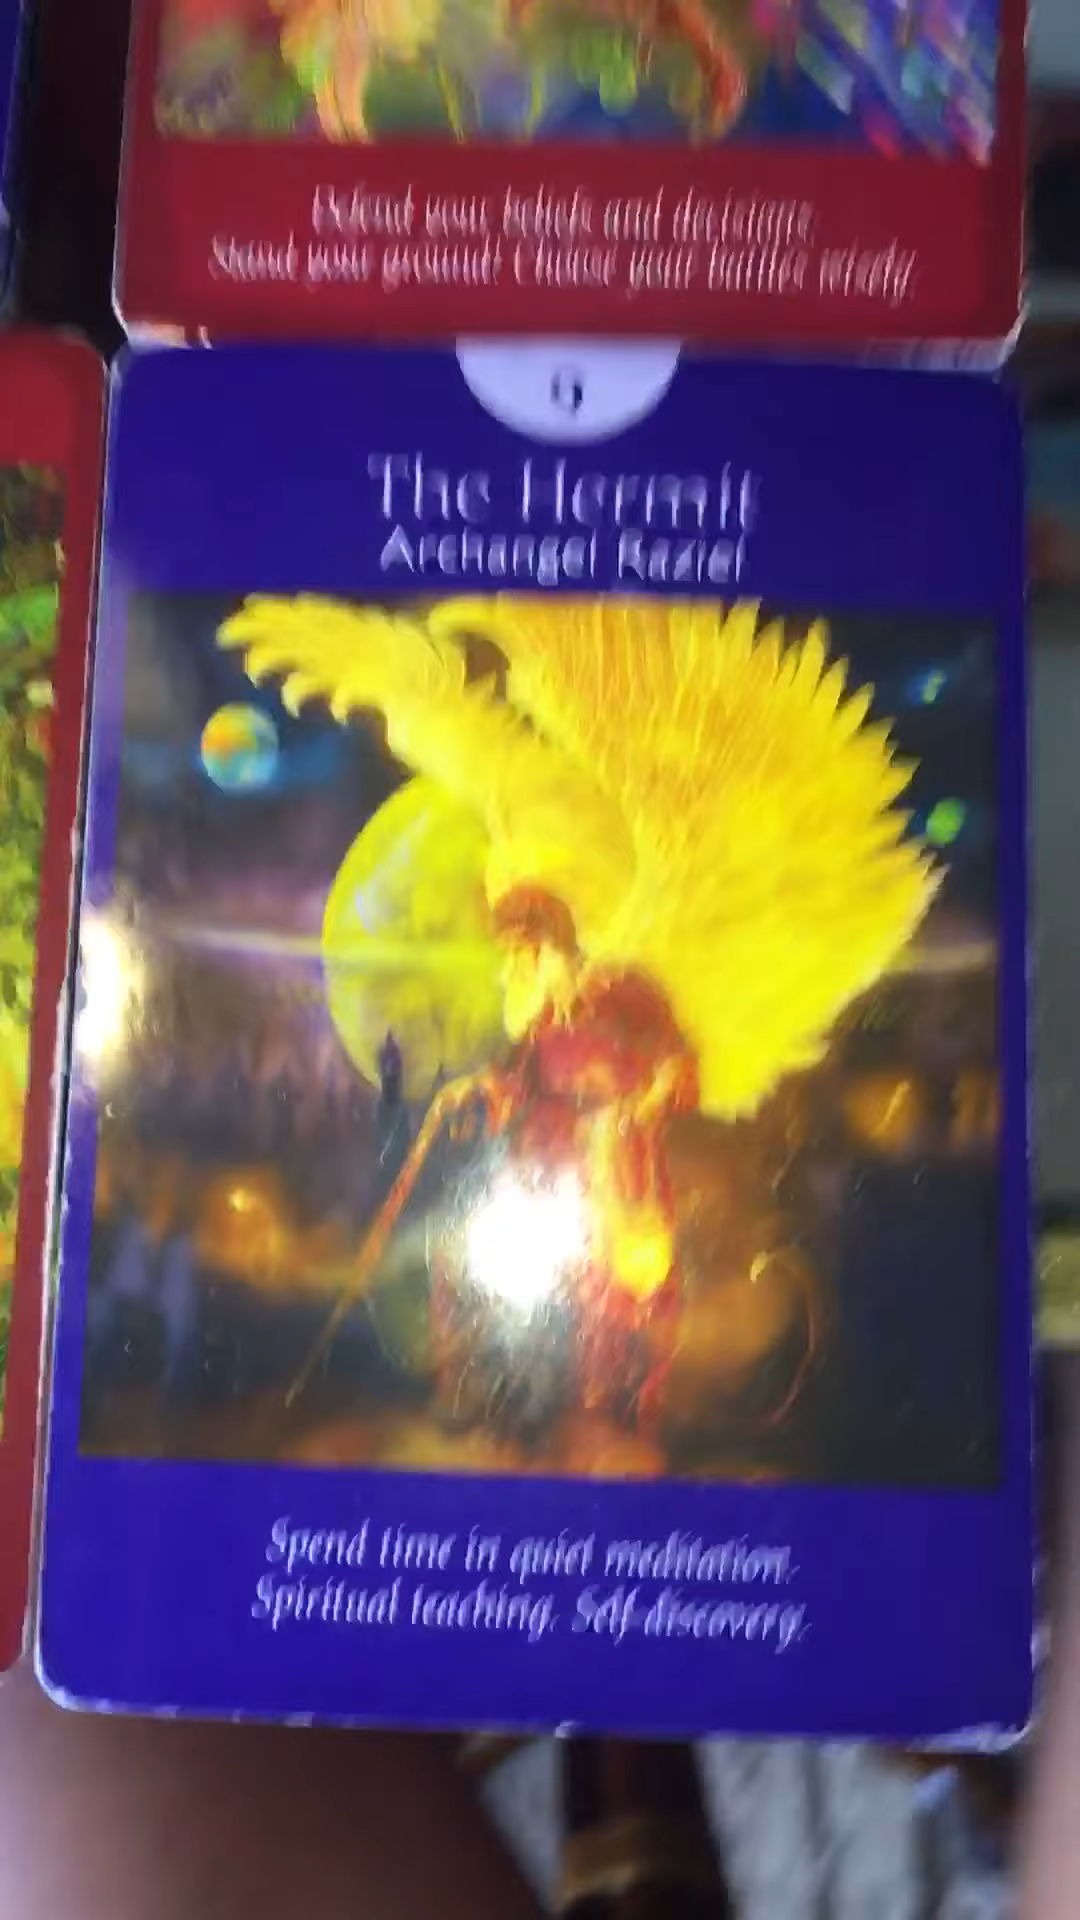 Defend your beliefs and decisions.
Stand your ground! Choose your battles wisely.
9
The Hermit
Archangel Raziel
Spend time in quiet meditation.
Spiritual teaching. Self-discovery.